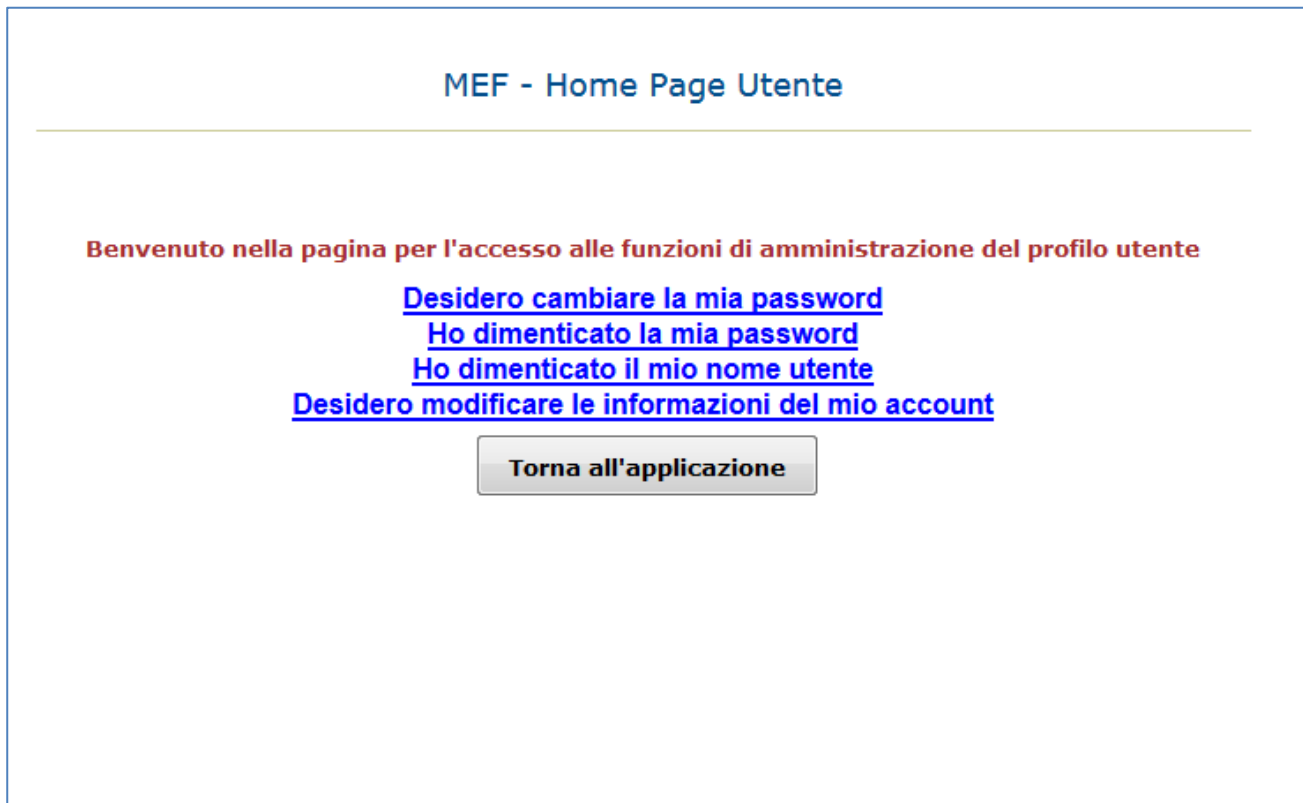 MEF - Home Page Utente
Benvenuto nella pagina per l'accesso alle funzioni di amministrazione del profilo utente
Desidero cambiare la mia password
Ho dimenticato la mia password
Ho dimenticato il mio nome utente
Desidero modificare le informazioni del mio account
Torna all'applicazione